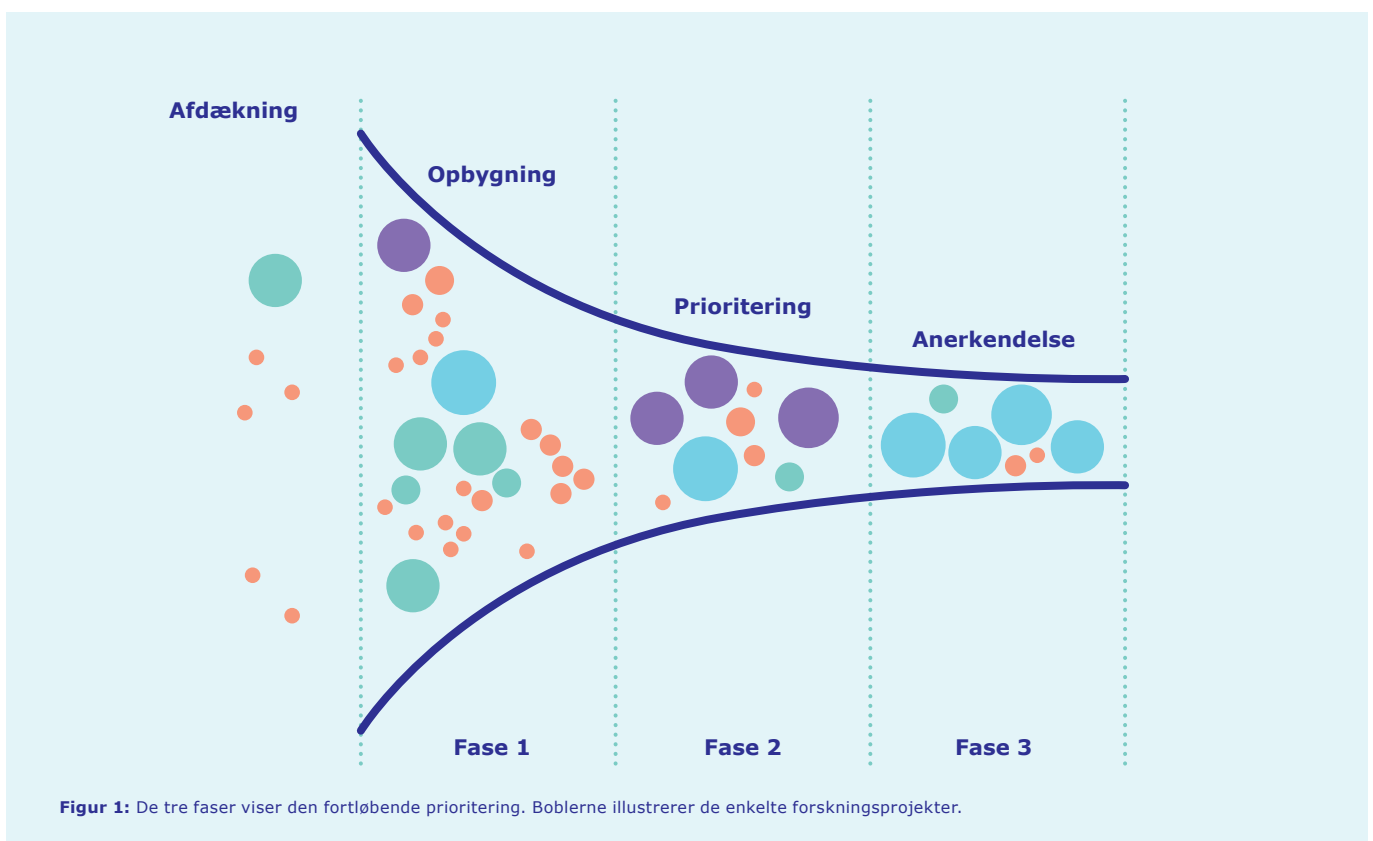 Afdækning
Opbygning
Prioritering
Anerkendelse
Fase 1
Fase 2
Fase 3
Figur 1: De tre faser viser den fortløbende prioritering. Boblerne illustrerer de enkelte forskningsprojekter.